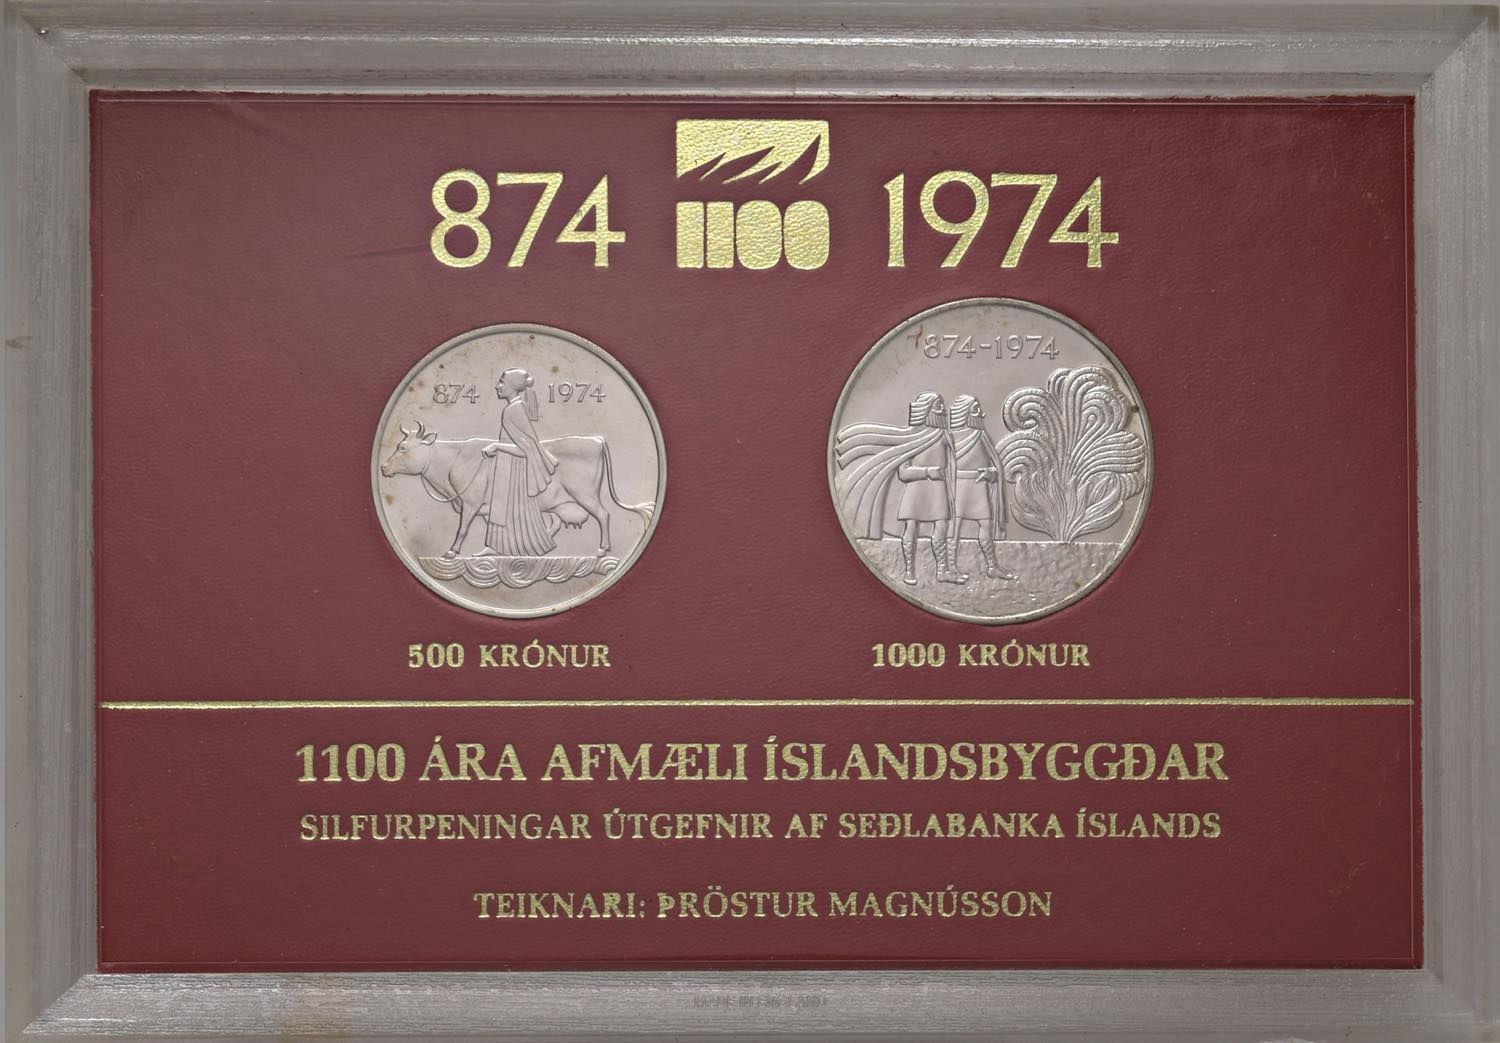 874 1100 1974
874 1974
874-1974
500 KRÓNUR
1000 KRÓNUR
1100 ÁRA AFMÆLI ÍSLANDSBYGGÐAR
SILFURPENINGAR ÚTGEFNIR AF SEÐLABANKA ÍSLANDS
TEIKNARI: ÞRÖSTUR MAGNÚSSON